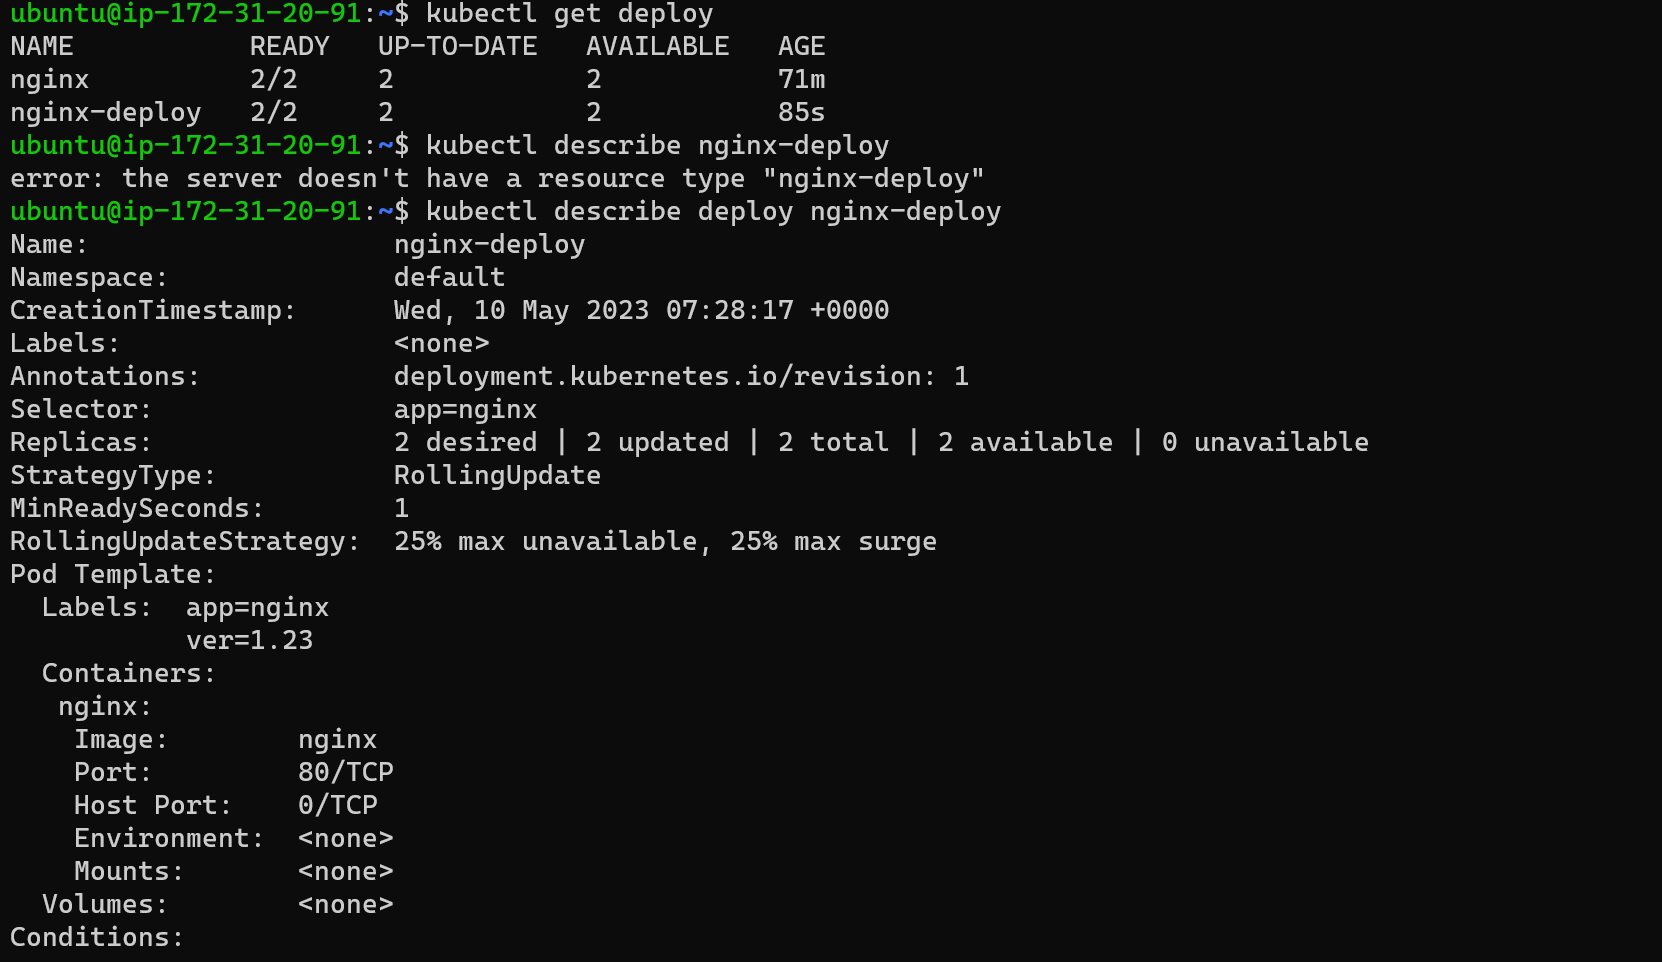 ubuntu@ip-172-31-20-91:~$ kubectl get deploy
NAME           READY   UP-TO-DATE   AVAILABLE   AGE
nginx          2/2     2            2           71m
nginx-deploy   2/2     2            2           85s
ubuntu@ip-172-31-20-91:~$ kubectl describe nginx-deploy
error: the server doesn't have a resource type "nginx-deploy"
ubuntu@ip-172-31-20-91:~$ kubectl describe deploy nginx-deploy
Name:                   nginx-deploy
Namespace:              default
CreationTimestamp:      Wed, 10 May 2023 07:28:17 +0000
Labels:                 <none>
Annotations:            deployment.kubernetes.io/revision: 1
Selector:               app=nginx
Replicas:               2 desired | 2 updated | 2 total | 2 available | 0 unavailable
StrategyType:           RollingUpdate
MinReadySeconds:        1
RollingUpdateStrategy:  25% max unavailable, 25% max surge
Pod Template:
  Labels:  app=nginx
           ver=1.23
  Containers:
   nginx:
    Image:        nginx
    Port:         80/TCP
    Host Port:    0/TCP
    Environment:  <none>
    Mounts:       <none>
  Volumes:        <none>
Conditions: